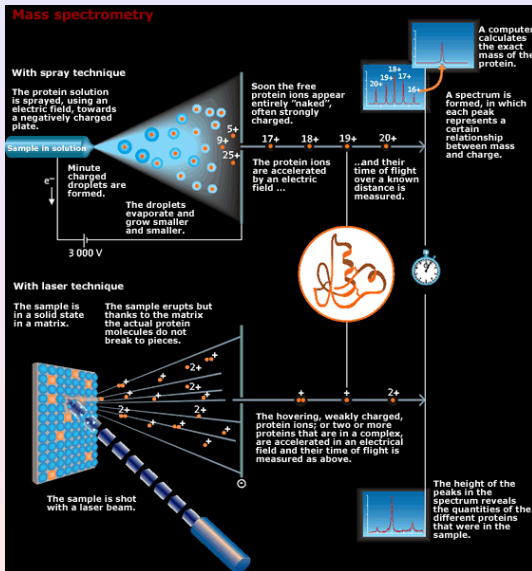 Mass spectrometry
With spray technique
The protein solution
is sprayed, using an
electric field, towards
a negatively charged
plate.
Sample in solution
e⁻
Minute
charged
droplets are
formed.
3 000 V
The droplets
evaporate and
grow smaller
and smaller.
5+
9+
25+
Soon the free
protein ions appear
entirely "naked",
often strongly
charged.
17+
18+
19+
20+
The protein ions
are accelerated
by an electric
field ...
..and their
time of flight
over a known
distance is
measured.
20+
19+
18+
17+
16+
A computer
calculates
the exact
mass of the
protein.
A spectrum is
formed, in which
each peak
represents a
certain
relationship
between mass
and charge.
With laser technique
The sample is
in a solid state
in a matrix.
The sample erupts but
thanks to the matrix
the actual protein
molecules do not
break to pieces.
+
2+
+
+
2+
+
+
2+
+
2+
+
+
+
+
+
2+
The hovering, weakly charged,
protein ions; or two or more
proteins that are in a complex,
are accelerated in an electrical
field and their time of flight is
measured as above.
The sample is shot
with a laser beam.
The height of the
peaks in the
spectrum reveals
the quantities of the
different proteins
that were in the
sample.